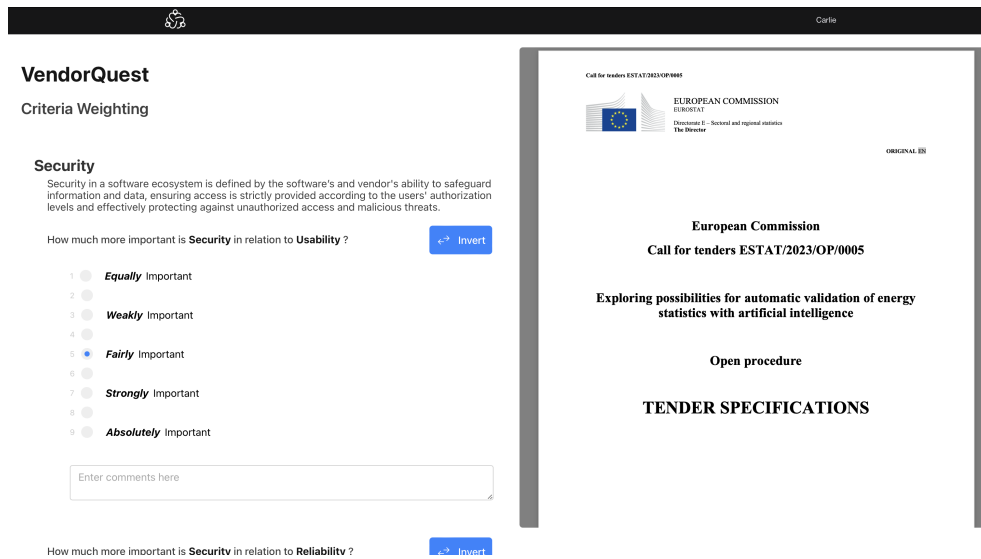 Carlie
VendorQuest
Criteria Weighting
Security
Security in a software ecosystem is defined by the software's and vendor's ability to safeguard
information and data, ensuring access is strictly provided according to the users' authorization
levels and effectively protecting against unauthorized access and malicious threats.
How much more important is Security in relation to Usability ?
Invert
1 Equally Important
2
3 Weakly Important
4
5 Fairly Important
6
7 Strongly Important
8
9 Absolutely Important
Enter comments here
How much more important is Security in relation to Reliability ?
Invert
Call for tenders ESTAT/2023/OP/0005
EUROPEAN COMMISSION
EUROSTAT
Directorate E – Sectoral and regional statistics
The Director
ORIGINAL EN
European Commission
Call for tenders ESTAT/2023/OP/0005
Exploring possibilities for automatic validation of energy
statistics with artificial intelligence
Open procedure
TENDER SPECIFICATIONS